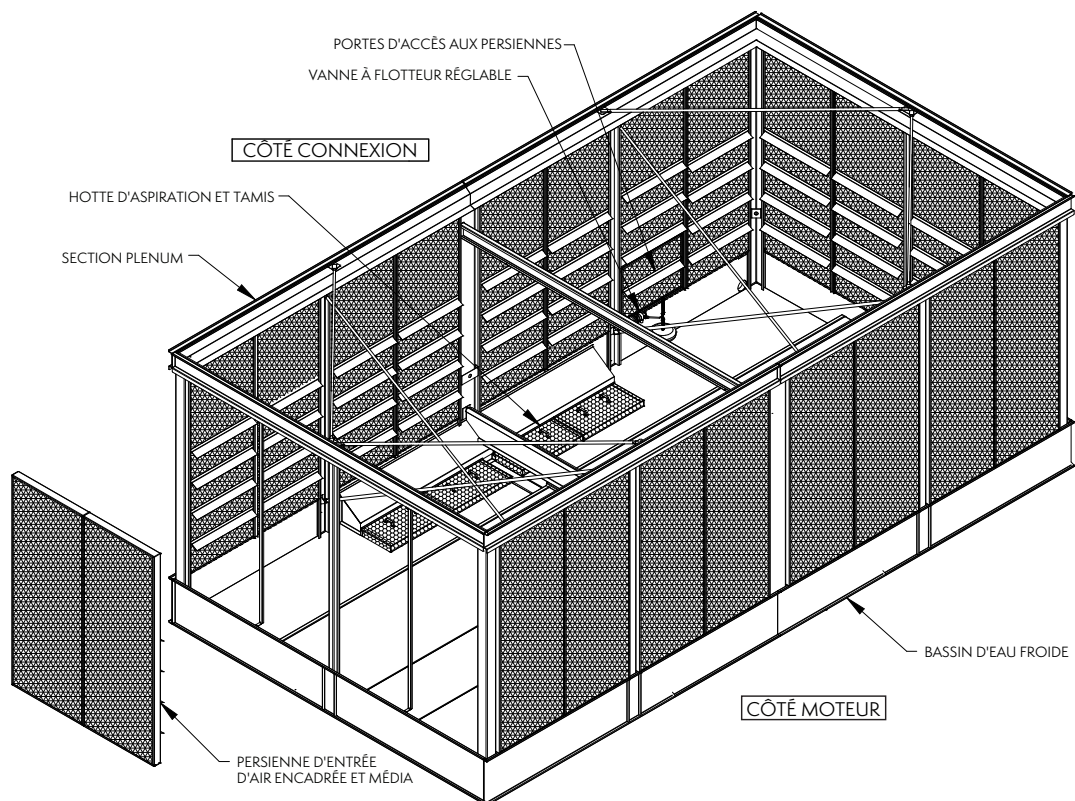 PORTES D'ACCÈS AUX PERSIENNES
VANNE À FLOTTEUR RÉGLABLE
CÔTÉ CONNEXION
HOTTE D'ASPIRATION ET TAMIS
SECTION PLENUM
BASSIN D'EAU FROIDE
CÔTÉ MOTEUR
PERSIENNE D'ENTRÉE
D'AIR ENCADRÉE ET MÉDIA